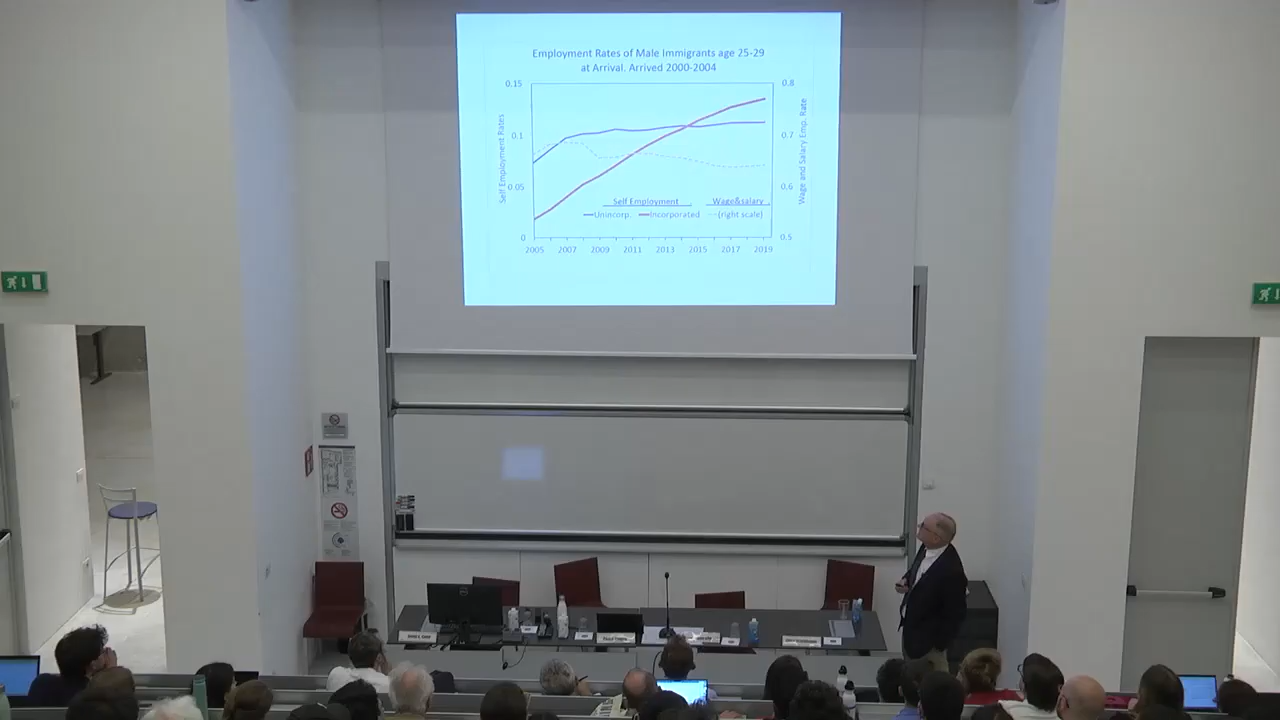 Employment Rates of Male Immigrants age 25-29
at Arrival. Arrived 2000-2004
0.15
0.1
0.05
0
Self Employment Rates
0.8
0.7
0.6
0.5
Wage and Salary Emp. Rate
Self Employment Wage&salary
Unincorp. Incorporated (right scale)
2005 2007 2009 2011 2013 2015 2017 2019